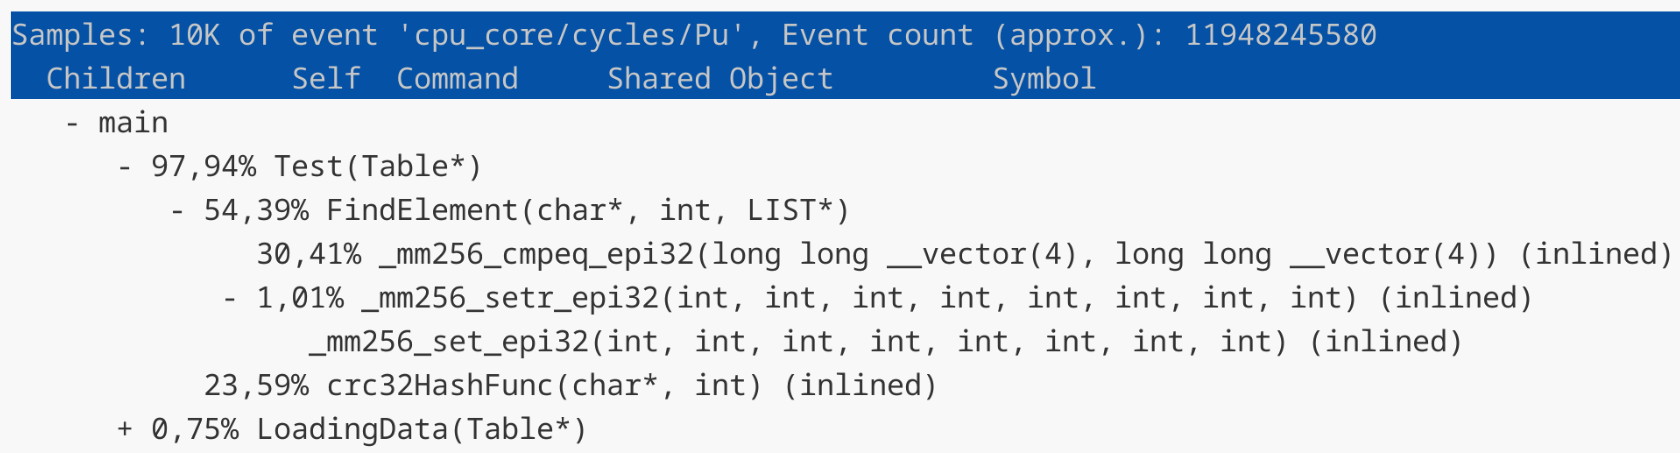 Samples: 10K of event 'cpu_core/cycles/Pu', Event count (approx.): 11948245580
Children Self Command Shared Object Symbol
- main
- 97,94% Test(Table*)
- 54,39% FindElement(char*, int, LIST*)
30,41% _mm256_cmpeq_epi32(long long __vector(4), long long __vector(4)) (inlined)
- 1,01% _mm256_setr_epi32(int, int, int, int, int, int, int, int) (inlined)
_mm256_set_epi32(int, int, int, int, int, int, int, int) (inlined)
23,59% crc32HashFunc(char*, int) (inlined)
+ 0,75% LoadingData(Table*)